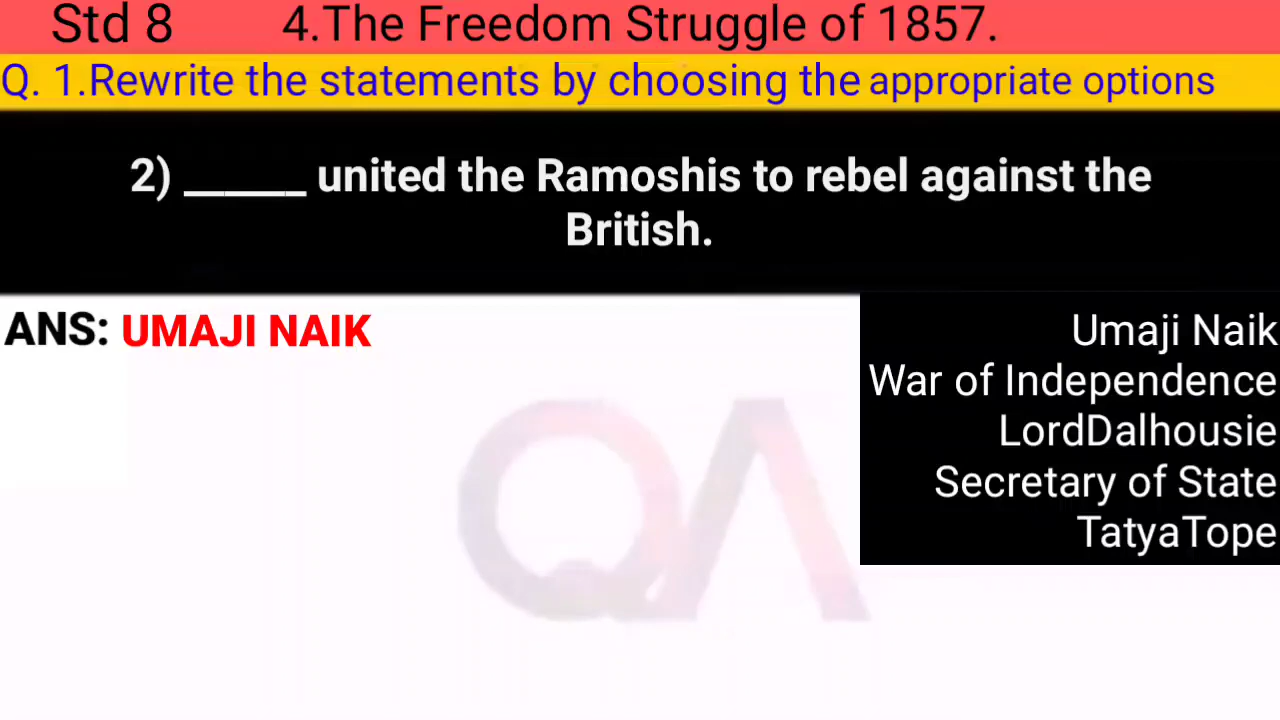 Std 8 4.The Freedom Struggle of 1857.
Q. 1.Rewrite the statements by choosing the appropriate options
2) _____ united the Ramoshis to rebel against the
British.
ANS: UMAJI NAIK
Umaji Naik
War of Independence
LordDalhousie
Secretary of State
TatyaTope
QA